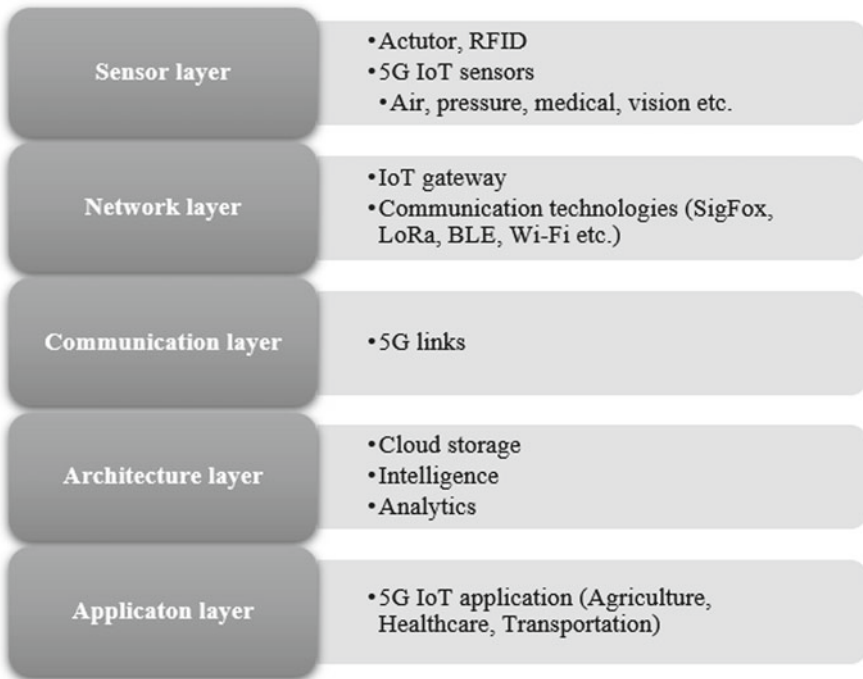 Sensor layer
•Actutor, RFID
•5G IoT sensors
•Air, pressure, medical, vision etc.
Network layer
•IoT gateway
•Communication technologies (SigFox,
LoRa, BLE, Wi-Fi etc.)
Communication layer
•5G links
Architecture layer
•Cloud storage
•Intelligence
•Analytics
Applicaton layer
•5G IoT application (Agriculture,
Healthcare, Transportation)